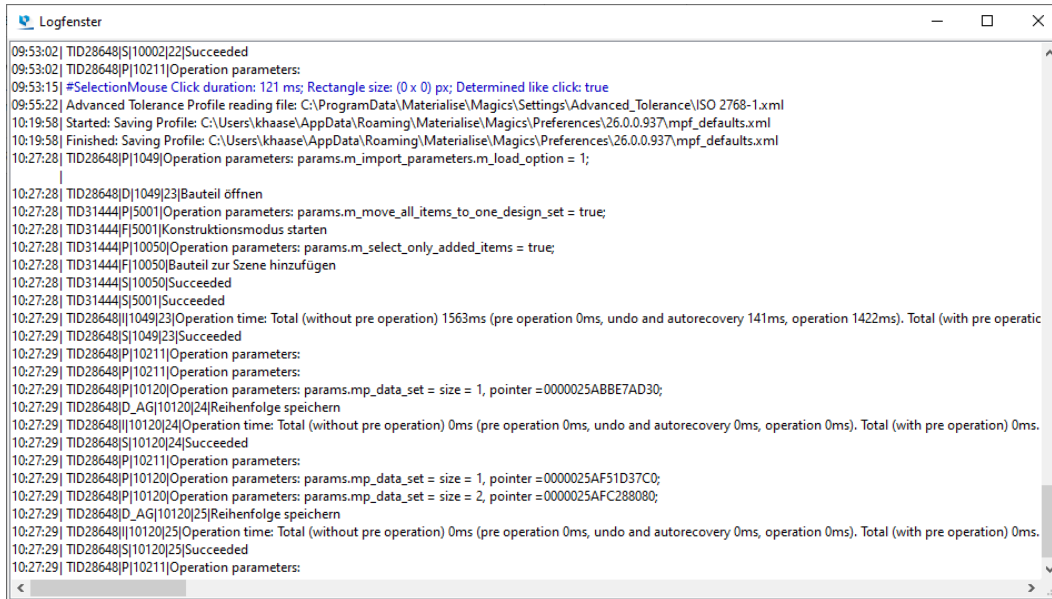 Logfenster
09:53:02| TID28648|S|10002|22|Succeeded
09:53:02| TID28648|P|10211|Operation parameters:
09:53:15| #SelectionMouse Click duration: 121 ms; Rectangle size: (0 x 0) px; Determined like click: true
09:55:22| Advanced Tolerance Profile reading file: C:\ProgramData\Materialise\Magics\Settings\Advanced_Tolerance\ISO 2768-1.xml
10:19:58| Started: Saving Profile: C:\Users\khaase\AppData\Roaming\Materialise\Magics\Preferences\26.0.0.937\mpf_defaults.xml
10:19:58| Finished: Saving Profile: C:\Users\khaase\AppData\Roaming\Materialise\Magics\Preferences\26.0.0.937\mpf_defaults.xml
10:27:28| TID28648|P|1049|Operation parameters: params.m_import_parameters.m_load_option = 1;
|
10:27:28| TID28648|D|1049|23|Bauteil öffnen
10:27:28| TID31444|P|5001|Operation parameters: params.m_move_all_items_to_one_design_set = true;
10:27:28| TID31444|F|5001|Konstruktionsmodus starten
10:27:28| TID31444|P|10050|Operation parameters: params.m_select_only_added_items = true;
10:27:28| TID31444|F|10050|Bauteil zur Szene hinzufügen
10:27:28| TID31444|S|10050|Succeeded
10:27:28| TID31444|S|5001|Succeeded
10:27:29| TID28648|I|1049|23|Operation time: Total (without pre operation) 1563ms (pre operation 0ms, undo and autorecovery 141ms, operation 1422ms). Total (with pre operatic
10:27:29| TID28648|S|1049|23|Succeeded
10:27:29| TID28648|P|10211|Operation parameters:
10:27:29| TID28648|P|10211|Operation parameters:
10:27:29| TID28648|P|10120|Operation parameters: params.mp_data_set = size = 1, pointer =0000025ABBE7AD30;
10:27:29| TID28648|D_AG|10120|24|Reihenfolge speichern
10:27:29| TID28648|I|10120|24|Operation time: Total (without pre operation) 0ms (pre operation 0ms, undo and autorecovery 0ms, operation 0ms). Total (with pre operation) 0ms.
10:27:29| TID28648|S|10120|24|Succeeded
10:27:29| TID28648|P|10211|Operation parameters:
10:27:29| TID28648|P|10120|Operation parameters: params.mp_data_set = size = 1, pointer =0000025AF51D37C0;
10:27:29| TID28648|P|10120|Operation parameters: params.mp_data_set = size = 2, pointer =0000025AFC288080;
10:27:29| TID28648|D_AG|10120|25|Reihenfolge speichern
10:27:29| TID28648|I|10120|25|Operation time: Total (without pre operation) 0ms (pre operation 0ms, undo and autorecovery 0ms, operation 0ms). Total (with pre operation) 0ms.
10:27:29| TID28648|S|10120|25|Succeeded
10:27:29| TID28648|P|10211|Operation parameters: